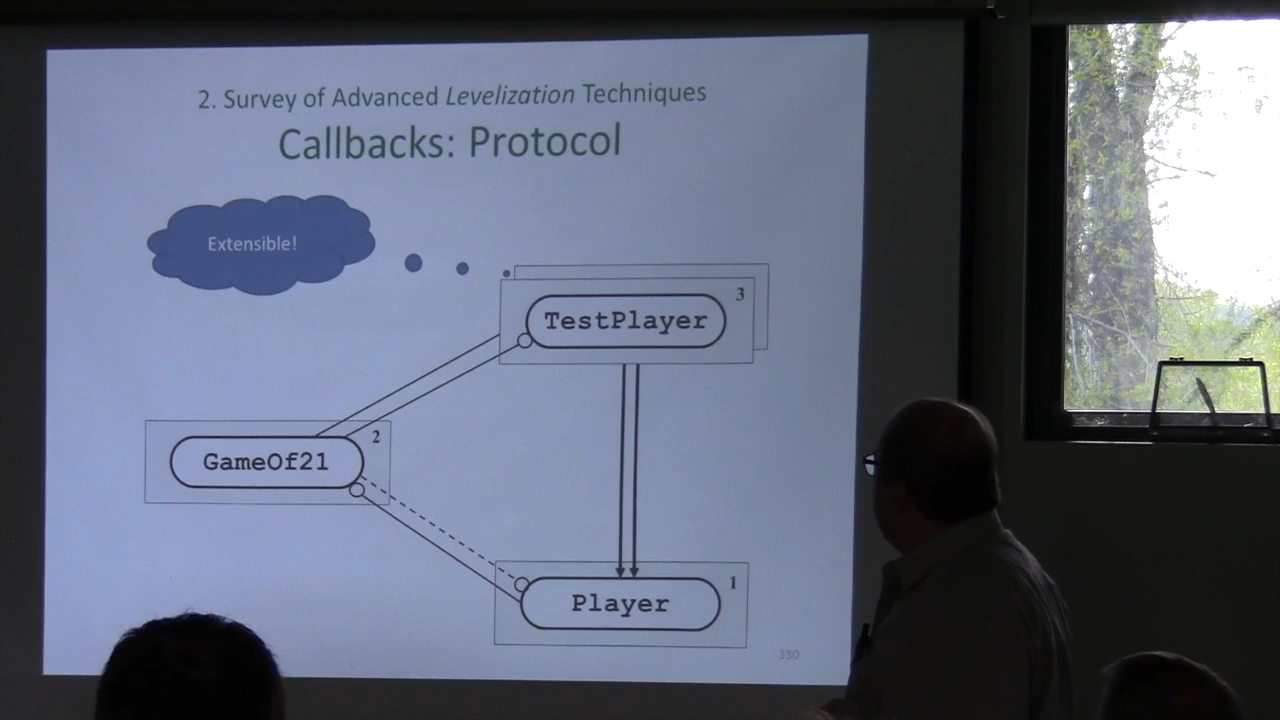 2. Survey of Advanced Levelization Techniques
Callbacks: Protocol
Extensible!
3
TestPlayer
2
GameOf21
1
Player
330